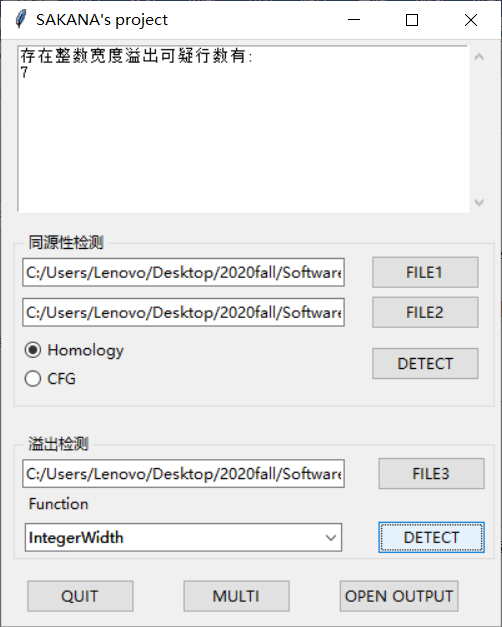 SAKANA's project
存在整数宽度溢出可疑行数有:
7
同源性检测
C:/Users/Lenovo/Desktop/2020fall/Software
FILE1
C:/Users/Lenovo/Desktop/2020fall/Software
FILE2
Homology
CFG
DETECT
溢出检测
C:/Users/Lenovo/Desktop/2020fall/Software
FILE3
Function
IntegerWidth
DETECT
QUIT
MULTI
OPEN OUTPUT